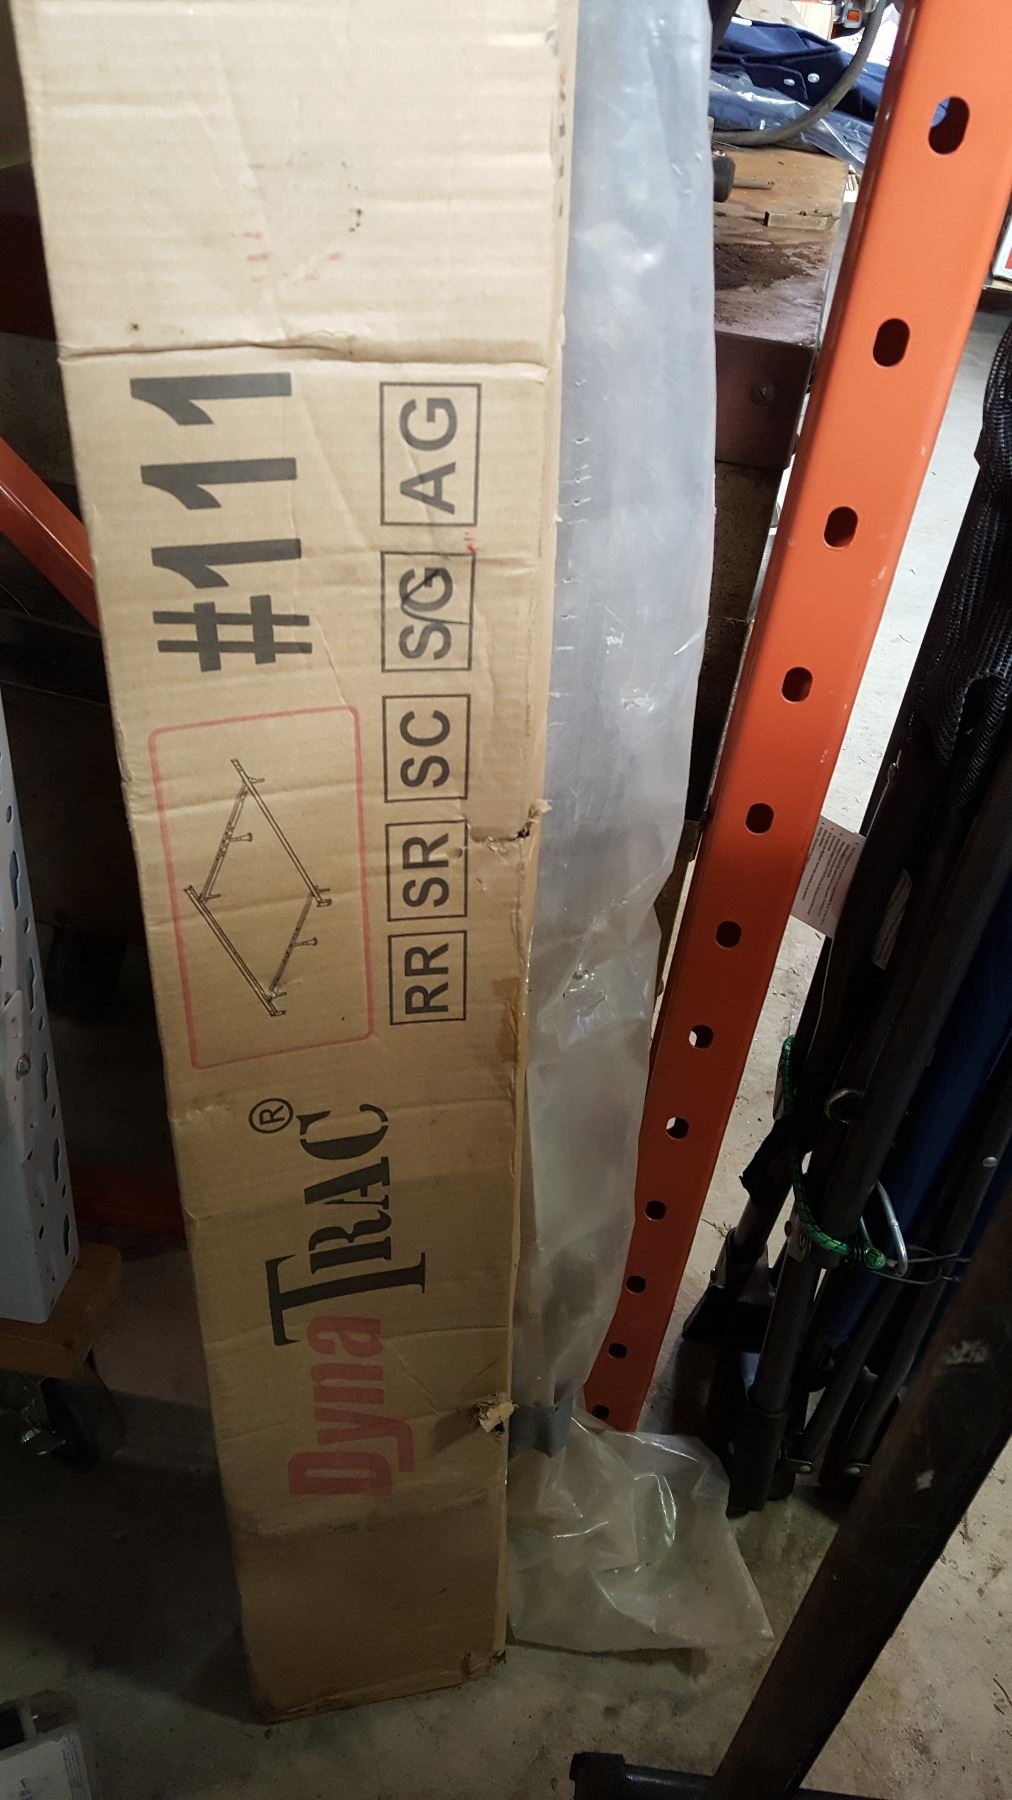 DynaTRAC®
#111
RR SR SC SG AG